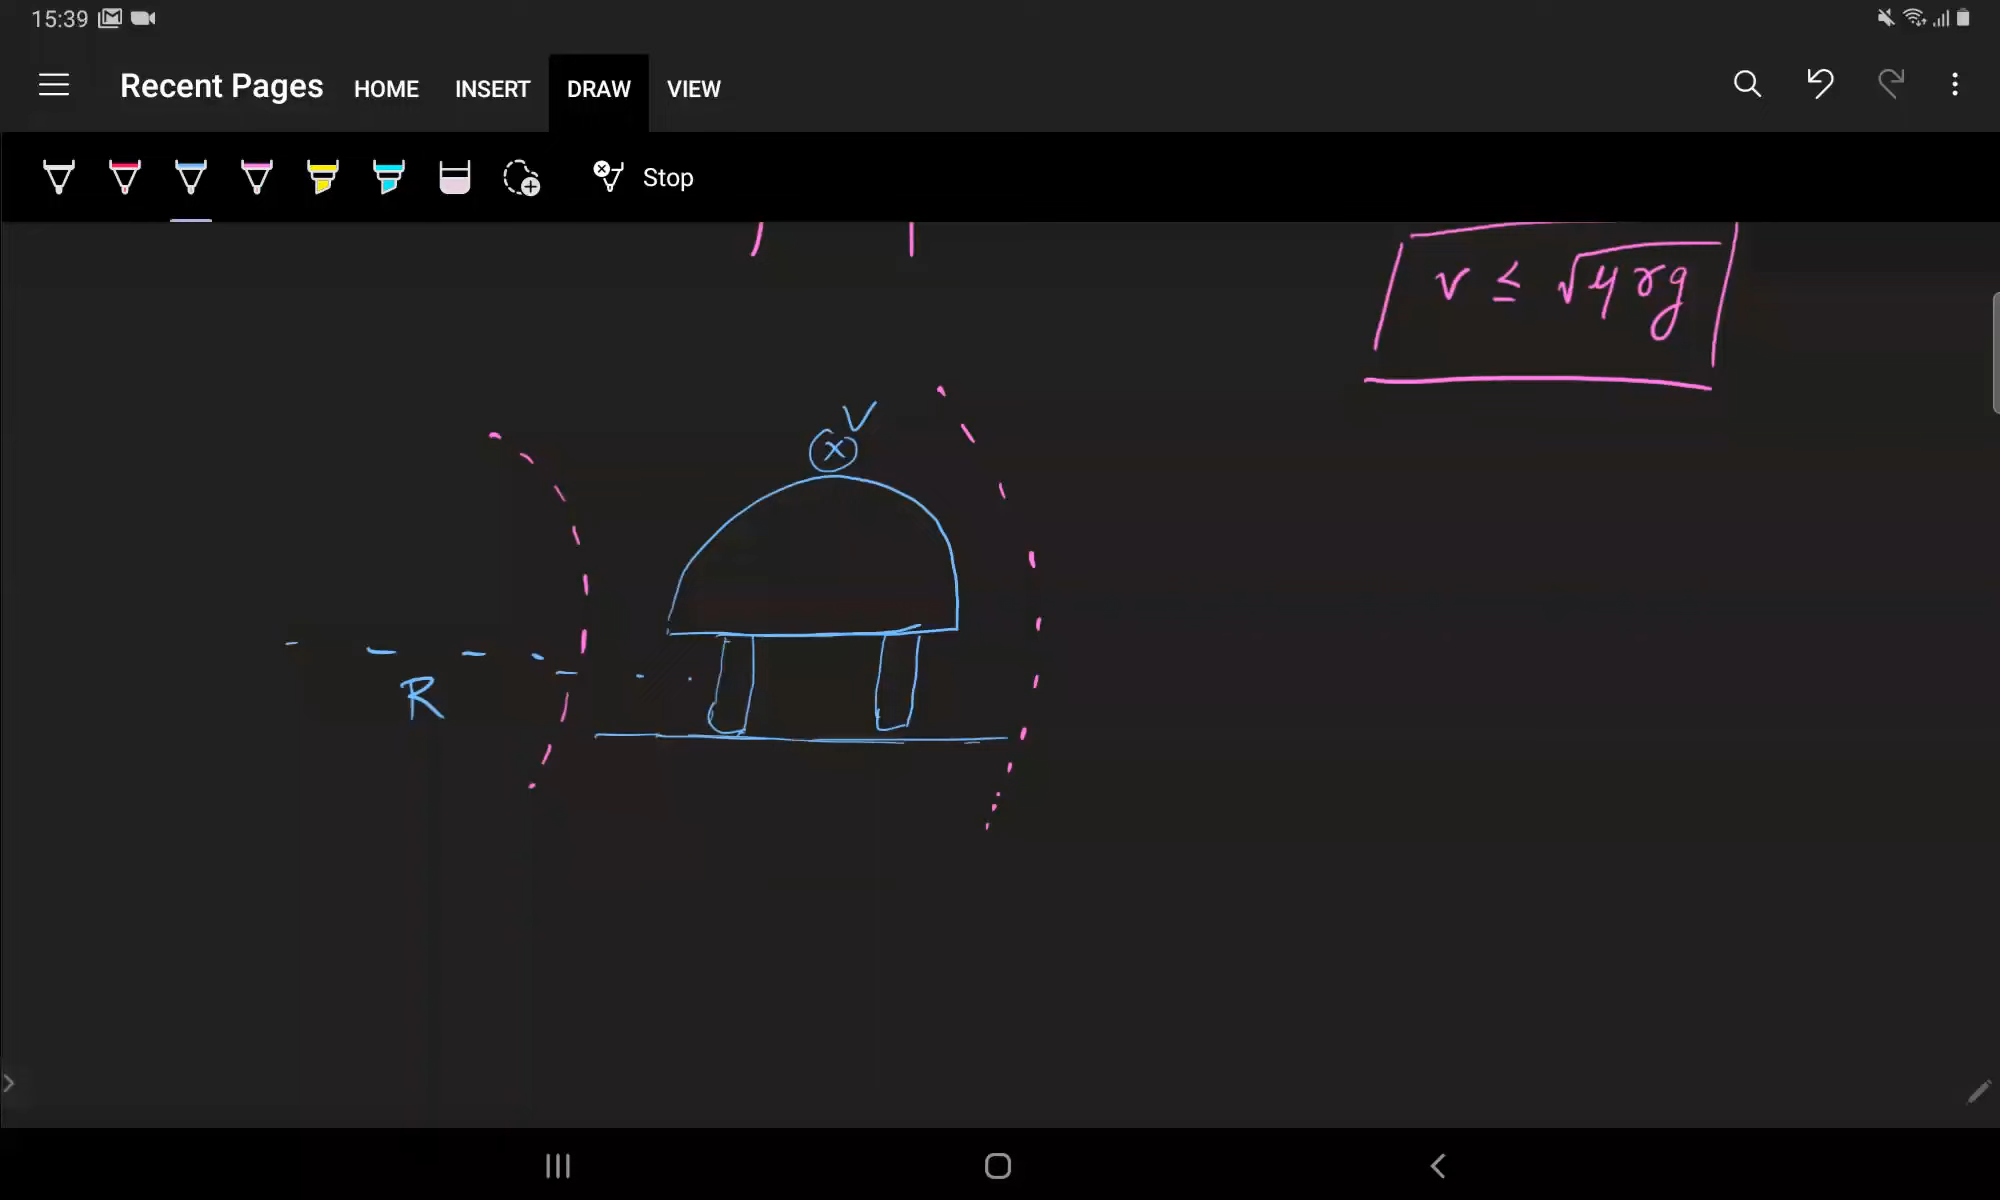 15:39
Recent Pages HOME INSERT DRAW VIEW
Stop
v ≤ √4rg
V
x
R